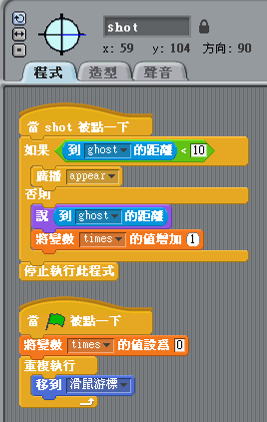 shot
x: 59 y: 104 方向: 90
程式 造型 聲音
當 shot 被點一下
如果 到 ghost 的距離 < 10
廣播 appear
否則
說 到 ghost 的距離
將變數 times 的值增加 1
停止執行此程式
當 被點一下
將變數 times 的值設為 0
重複執行
移到 滑鼠游標